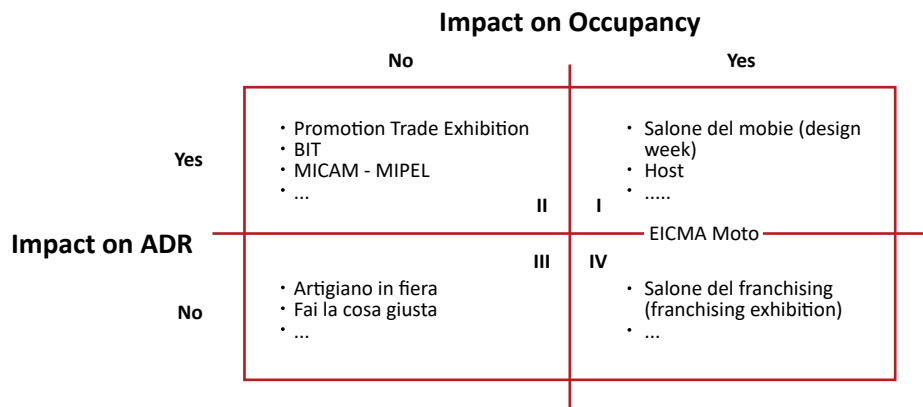 Impact on Occupancy
No
Yes
Yes
• Promotion Trade Exhibition
• BIT
• MICAM - MIPEL
• ...
II
• Salone del mobie (design
week)
• Host
• .....
I
Impact on ADR
EICMA Moto
No
III
• Artigiano in fiera
• Fai la cosa giusta
• ...
IV
• Salone del franchising
(franchising exhibition)
• ...